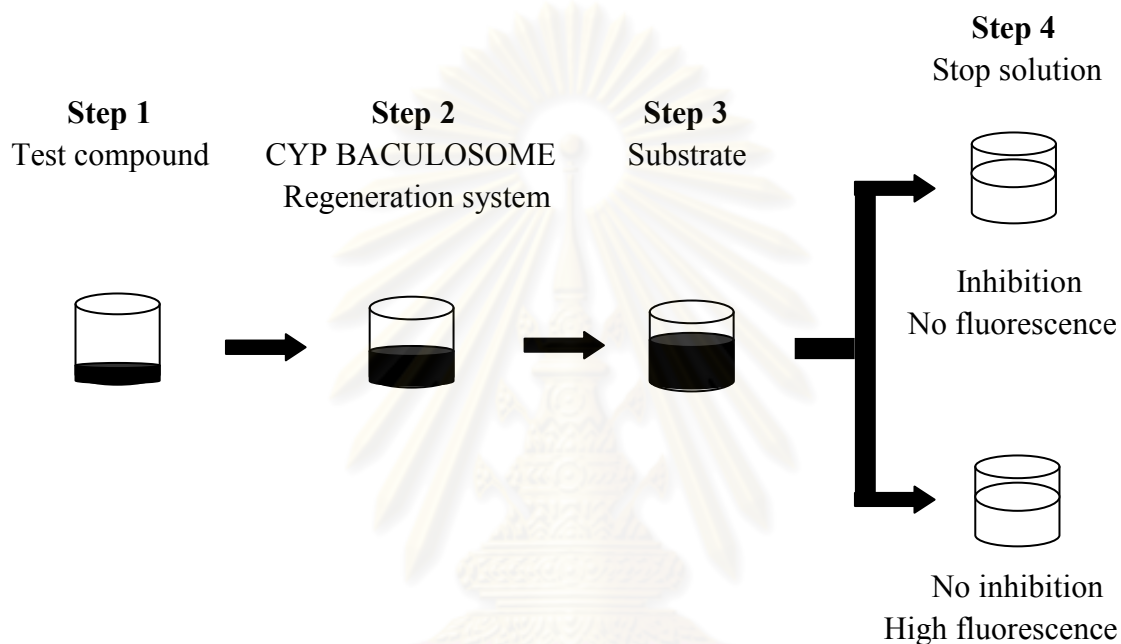 Step 1
Test compound
Step 2
CYP BACULOSOME
Regeneration system
Step 3
Substrate
Step 4
Stop solution
Inhibition
No fluorescence
No inhibition
High fluorescence